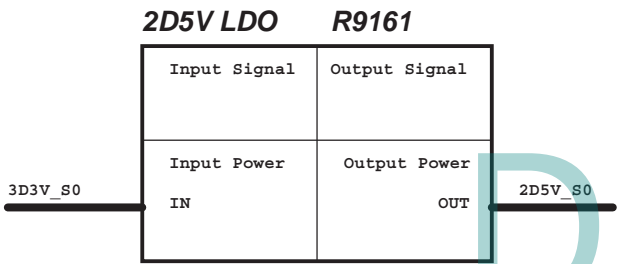 2D5V LDO R9161
Input Signal Output Signal
Input Power Output Power
3D3V_S0 IN OUT 2D5V_S0